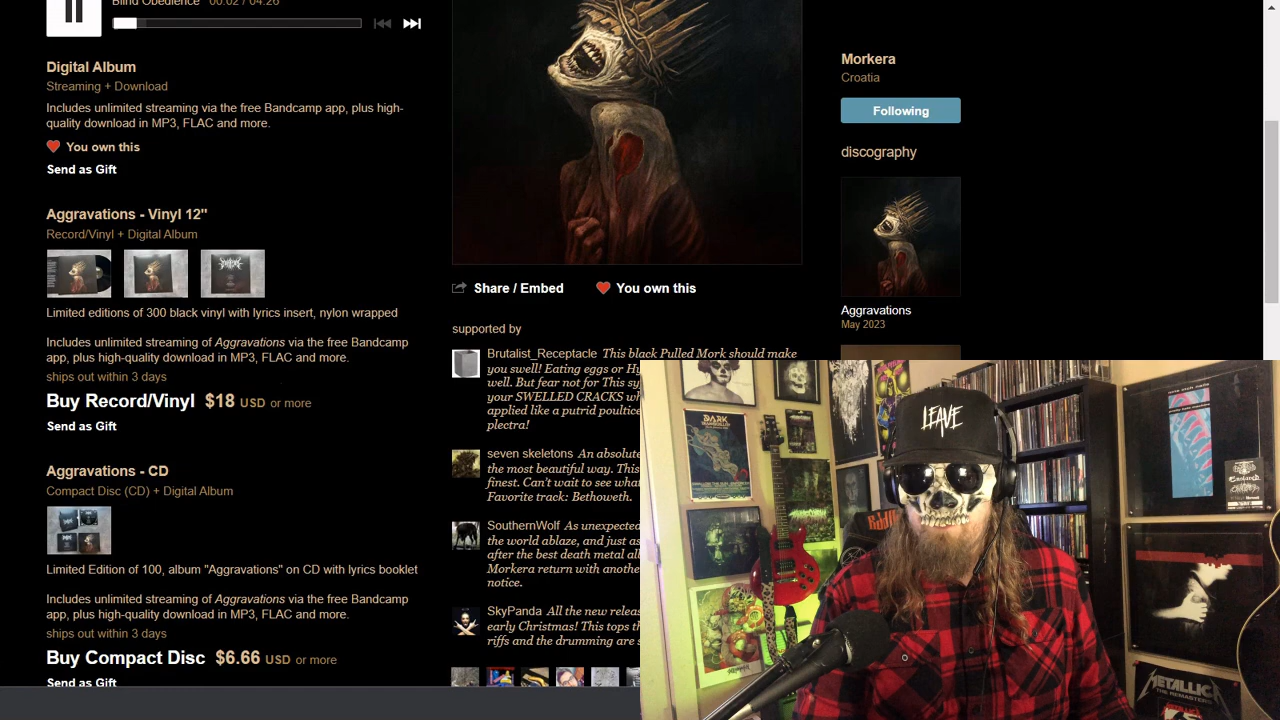 Blind Obedience 00:02 / 04:26
Digital Album
Streaming + Download
Includes unlimited streaming via the free Bandcamp app, plus high-
quality download in MP3, FLAC and more.
You own this
Send as Gift
Aggravations - Vinyl 12"
Record/Vinyl + Digital Album
Limited editions of 300 black vinyl with lyrics insert, nylon wrapped
Includes unlimited streaming of Aggravations via the free Bandcamp
app, plus high-quality download in MP3, FLAC and more.
ships out within 3 days
Buy Record/Vinyl $18 USD or more
Send as Gift
Aggravations - CD
Compact Disc (CD) + Digital Album
Limited Edition of 100, album "Aggravations" on CD with lyrics booklet
Includes unlimited streaming of Aggravations via the free Bandcamp
app, plus high-quality download in MP3, FLAC and more.
ships out within 3 days
Buy Compact Disc $6.66 USD or more
Send as Gift
Share / Embed You own this
supported by
Brutalist_Receptacle This black Pulled Mork should make
you swell! Eating eggs or
well. But fear not for This
your SWELLED CRACKS
applied like a putrid poultice
plectra!
seven skeletons An absolute
the most beautiful way. This
finest. Can't wait to see
Favorite track: Bethoweth.
SouthernWolf As unexpected
the world ablaze, and just
after the best death metal
Morkera return with
notice.
SkyPanda All the new
early Christmas! This tops
riffs and the drumming are
Morkera
Croatia
Following
discography
Aggravations
May 2023
LEAVE
DARK
METALLICA
THE REMASTERS